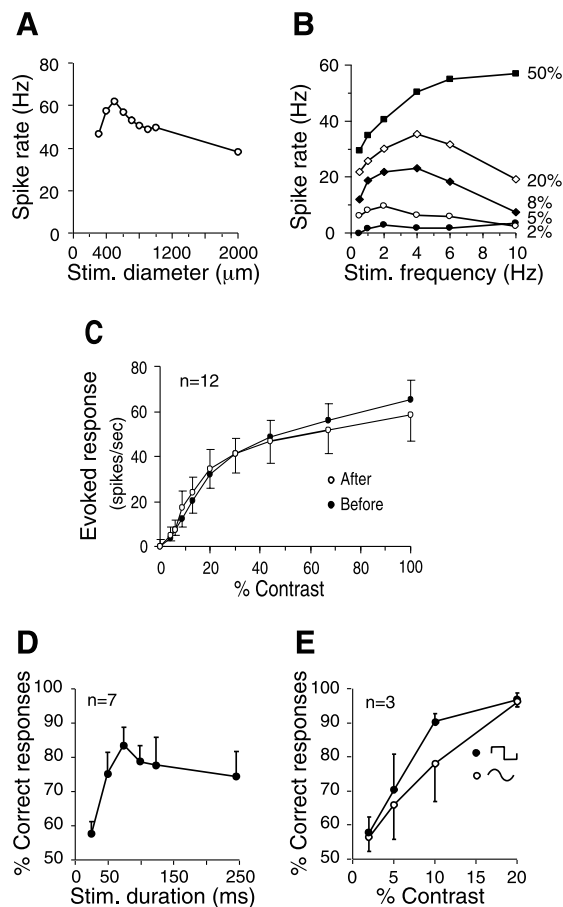 A
Spike rate (Hz)
80
60
40
20
0
400
1200
2000
Stim. diameter (μm)
B
Spike rate (Hz)
60
40
20
0
0
2
4
6
8
10
Stim. frequency (Hz)
50%
20%
8%
5%
2%
C
Evoked response
(spikes/sec)
80
60
40
20
0
n=12
After
Before
0
20
40
60
80
100
% Contrast
D
% Correct responses
100
90
80
70
60
50
n=7
0
50
150
250
Stim. duration (ms)
E
% Correct responses
100
90
80
70
60
50
n=3
0
5
10
15
20
% Contrast